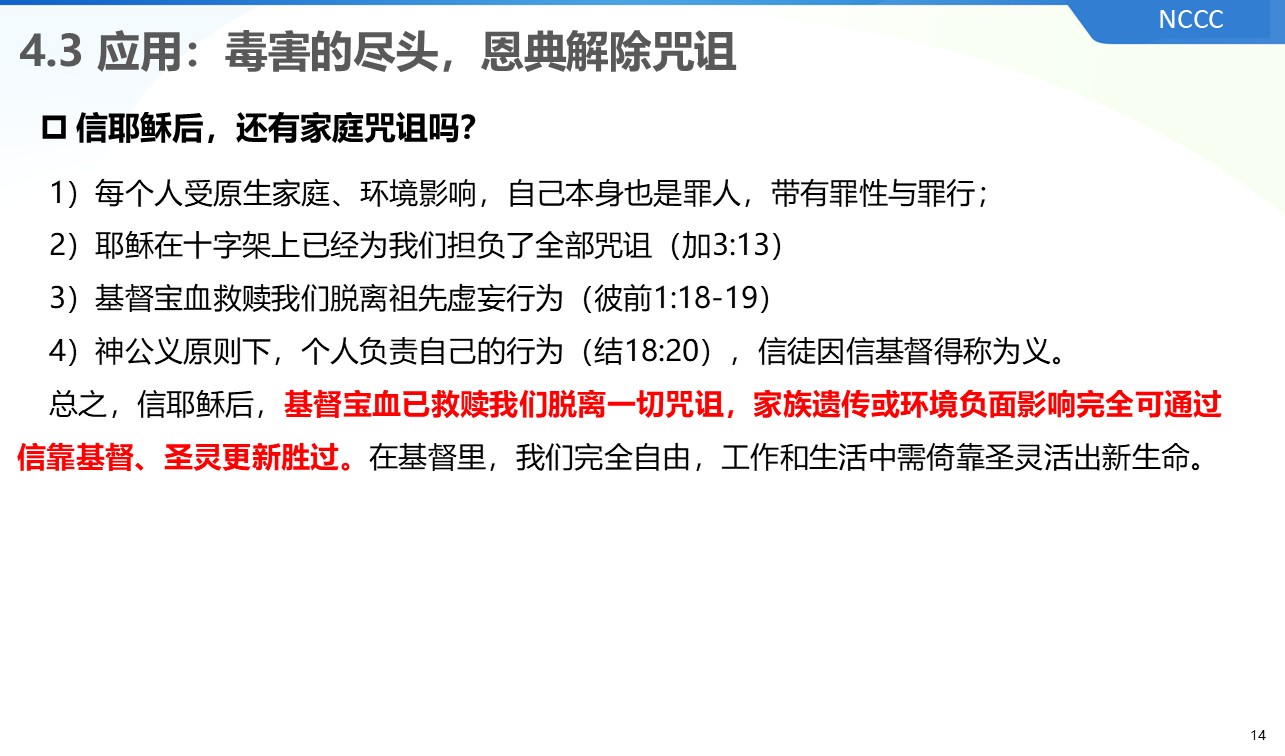 NCCC
4.3 应用：毒害的尽头，恩典解除咒诅
信耶稣后，还有家庭咒诅吗？
1）每个人受原生家庭、环境影响，自己本身也是罪人，带有罪性与罪行；
2）耶稣在十字架上已经为我们担负了全部咒诅（加3:13）
3）基督宝血救赎我们脱离祖先虚妄行为（彼前1:18-19）
4）神公义原则下，个人负责自己的行为（结18:20），信徒因信基督得称为义。
总之，信耶稣后，基督宝血已救赎我们脱离一切咒诅，家族遗传或环境负面影响完全可通过
信靠基督、圣灵更新胜过。在基督里，我们完全自由，工作和生活中需倚靠圣灵活出新生命。
14